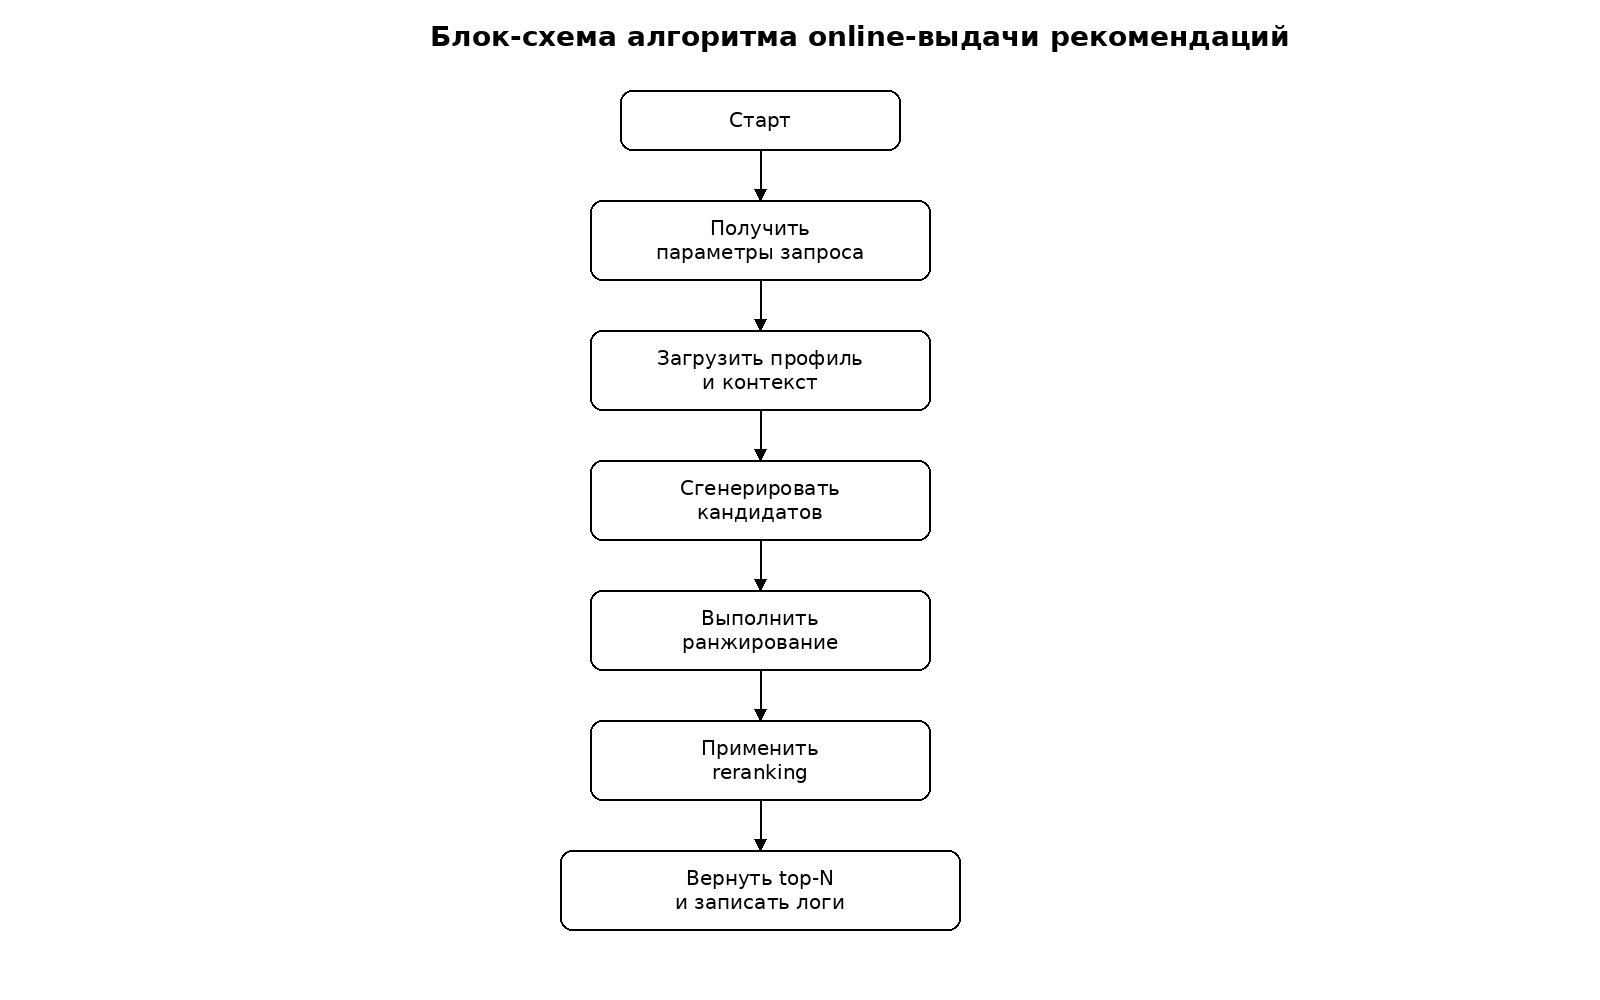 Блок-схема алгоритма online-выдачи рекомендаций
Старт
Получить
параметры запроса
Загрузить профиль
и контекст
Сгенерировать
кандидатов
Выполнить
ранжирование
Применить
reranking
Вернуть top-N
и записать логи